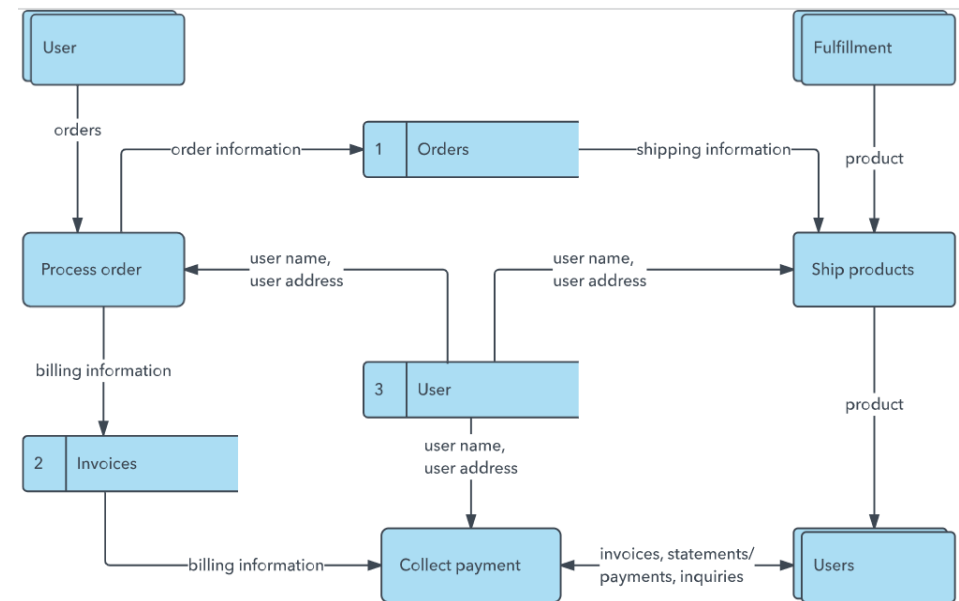 User
Fulfillment
orders
order information
1
Orders
shipping information
product
Process order
user name,
user address
user name,
user address
Ship products
billing information
3
User
product
2
Invoices
user name,
user address
billing information
Collect payment
invoices, statements/
payments, inquiries
Users